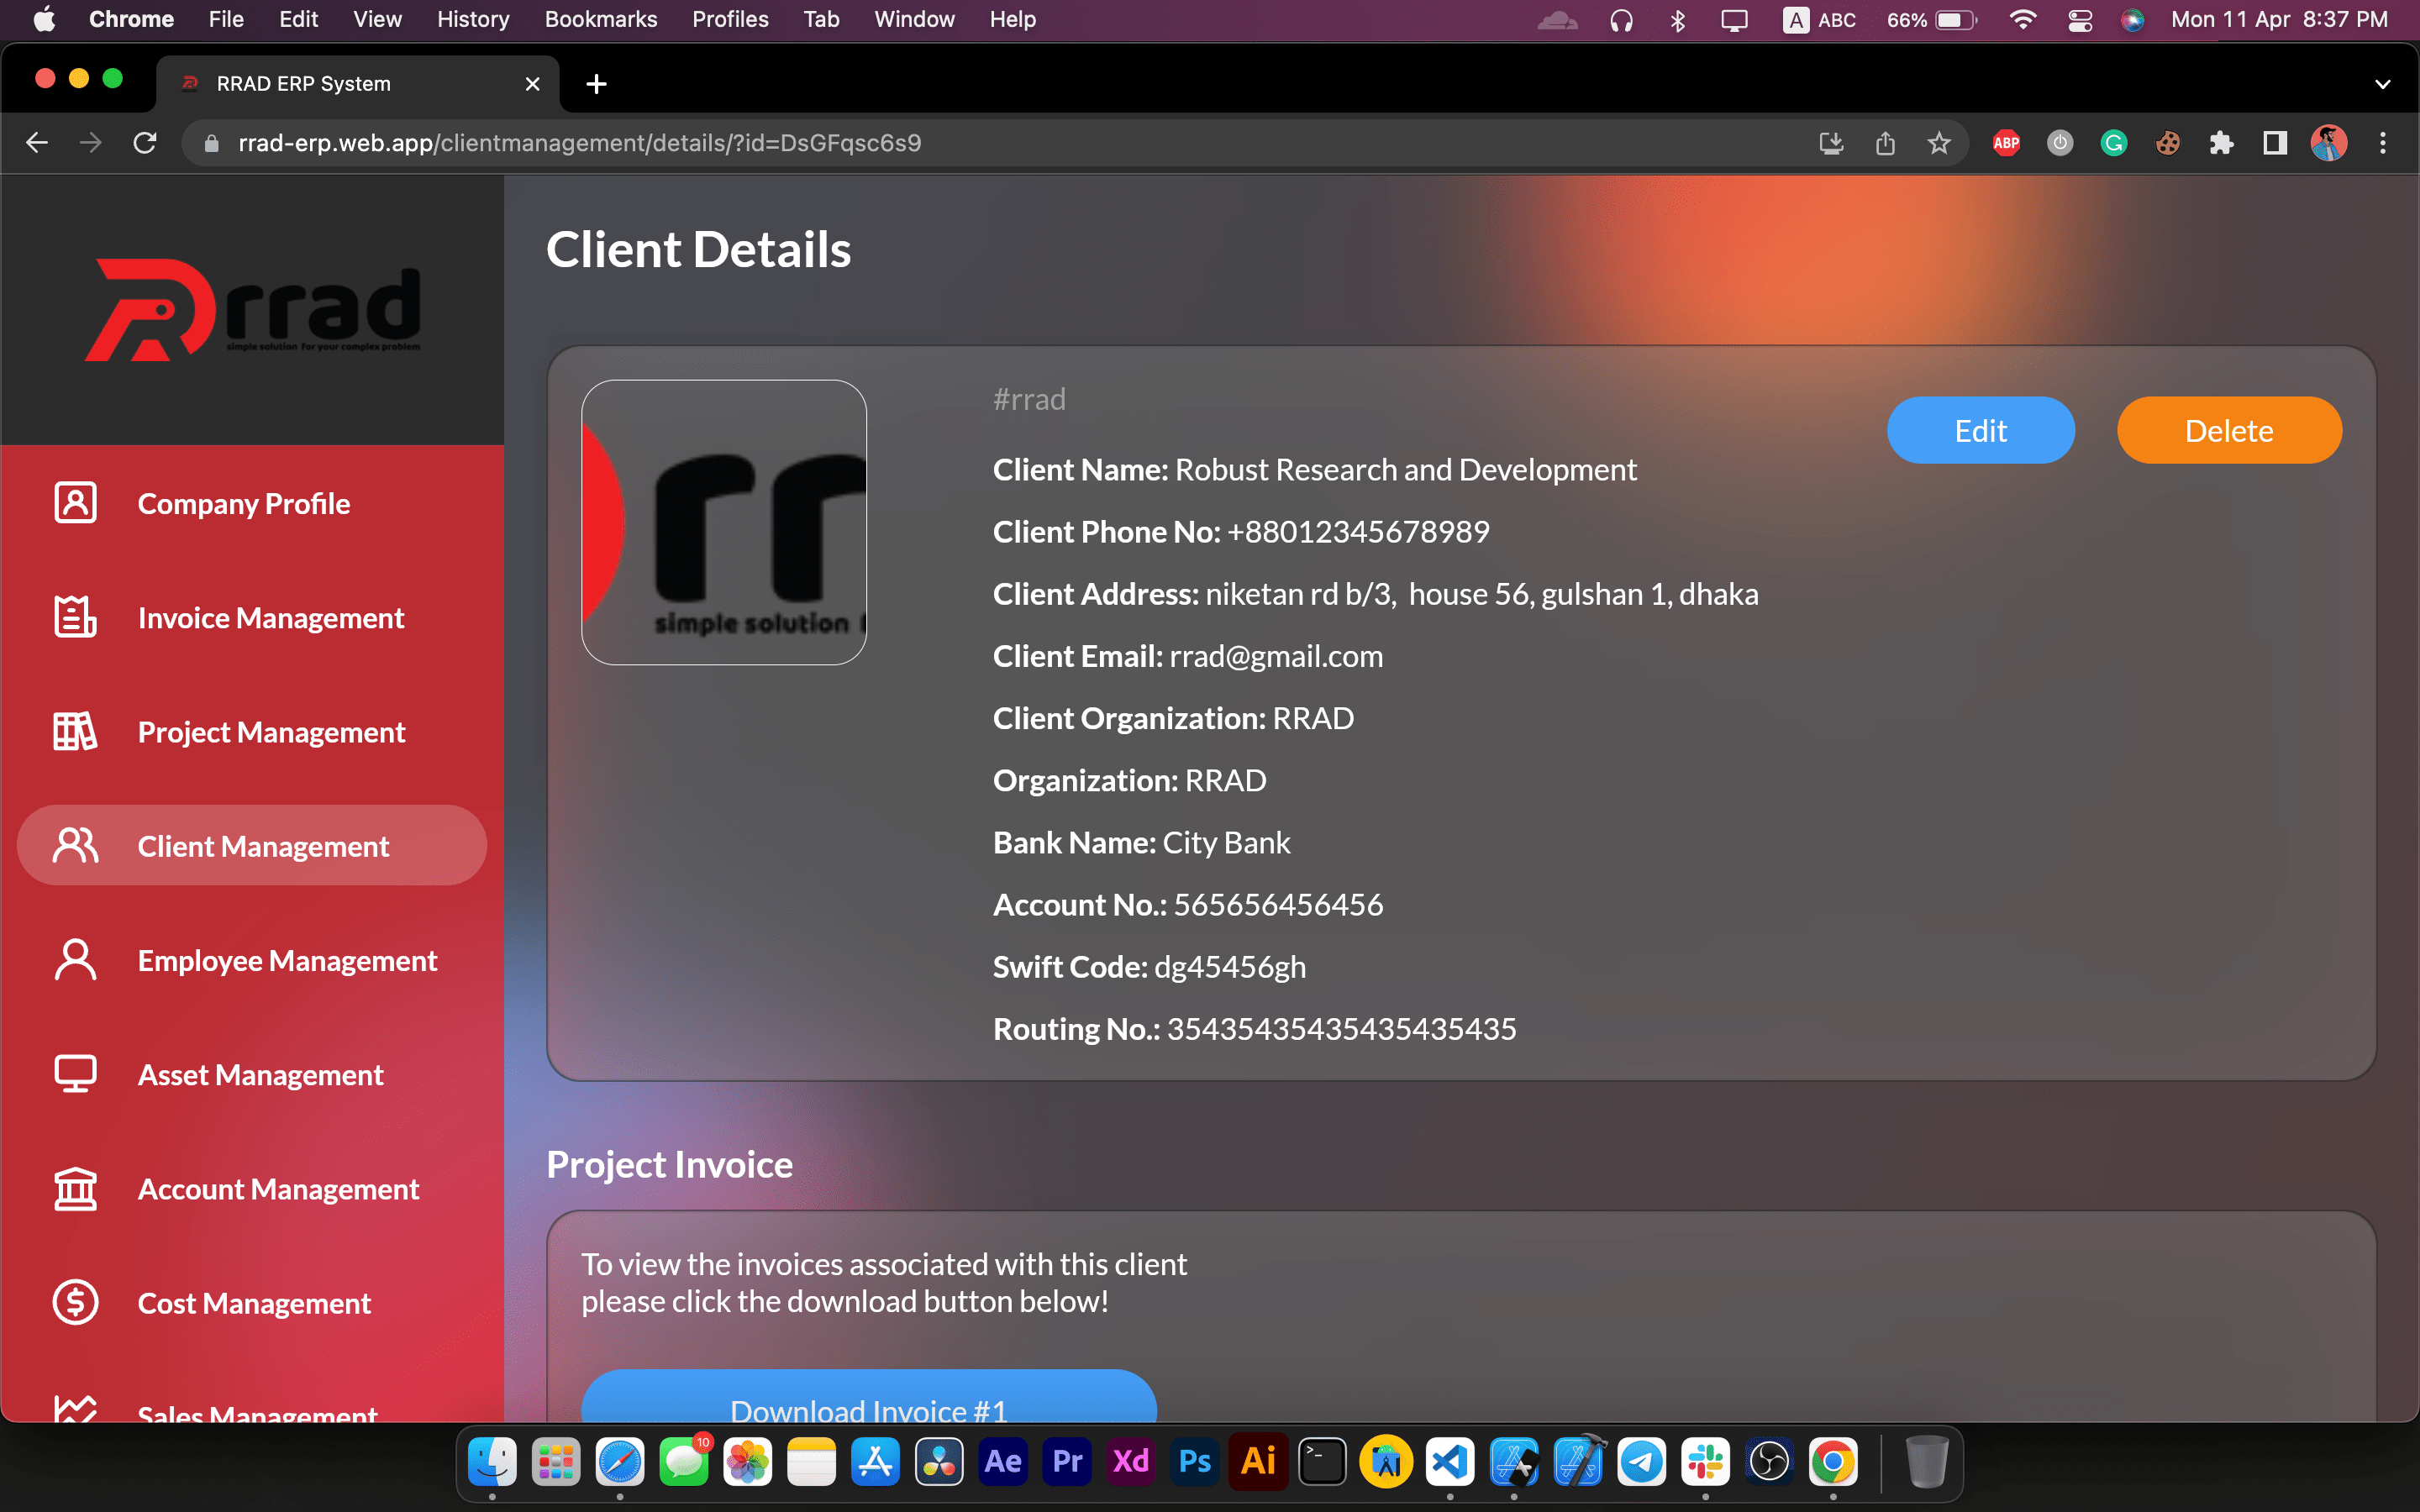 Chrome File Edit View History Bookmarks Profiles Tab Window Help A ABC 66% Mon 11 Apr 8:37 PM
RRAD ERP System
rrad-erp.web.app/clientmanagement/details/?id=DsGFqsc6s9
ABP
rrad
simple solution for your complex problem
Company Profile
Invoice Management
Project Management
Client Management
Employee Management
Asset Management
Account Management
Cost Management
Sales Management
Client Details
rr
simple solution
#rrad
Edit
Delete
Client Name: Robust Research and Development
Client Phone No: +88012345678989
Client Address: niketan rd b/3, house 56, gulshan 1, dhaka
Client Email: rrad@gmail.com
Client Organization: RRAD
Organization: RRAD
Bank Name: City Bank
Account No.: 565656456456
Swift Code: dg45456gh
Routing No.: 35435435435435435435
Project Invoice
To view the invoices associated with this client
please click the download button below!
Download Invoice #1
10
Ae Pr Xd Ps Ai